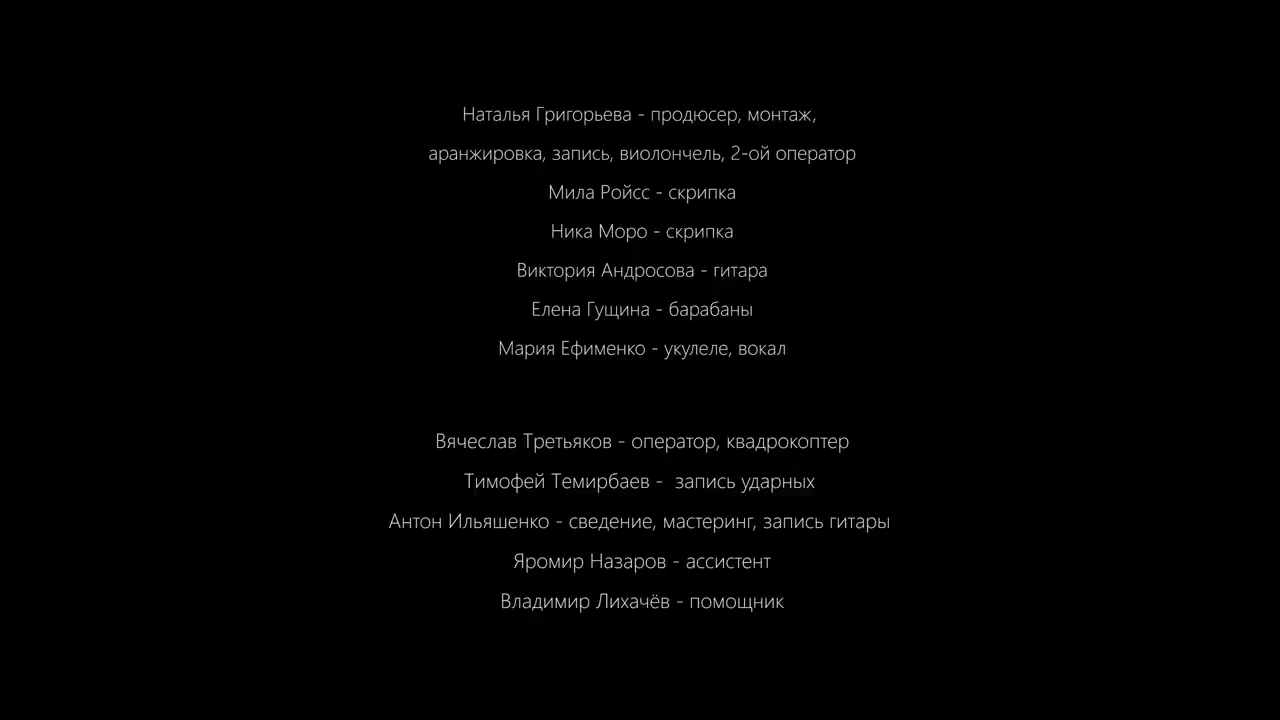 Наталья Григорьева - продюсер, монтаж,
аранжировка, запись, виолончель, 2-ой оператор
Мила Ройсс - скрипка
Ника Моро - скрипка
Виктория Андросова - гитара
Елена Гущина - барабаны
Мария Ефименко - укулеле, вокал
Вячеслав Третьяков - оператор, квадрокоптер
Тимофей Темирбаев -  запись ударных
Антон Ильяшенко - сведение, мастеринг, запись гитары
Яромир Назаров - ассистент
Владимир Лихачёв - помощник